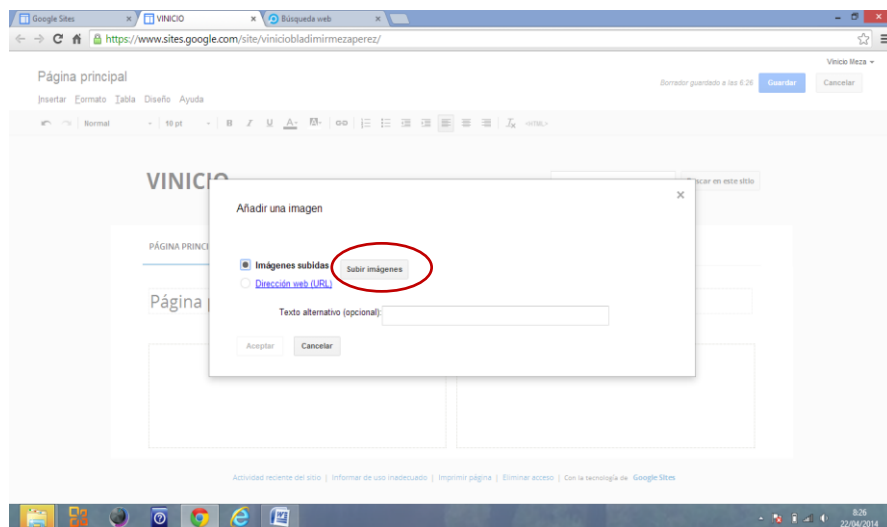 Google Sites
VINICIO
Búsqueda web
https://www.sites.google.com/site/viniciobladimirmezaperez/
Vinicio Meza
Página principal
Borrador guardado a las 8:26
Guardar
Cancelar
Insertar Formato Tabla Diseño Ayuda
Normal
10 pt
B I U A A <HTML>
VINICIO
scar en este sitio
Añadir una imagen
PÁGINA PRINCI
Imágenes subidas
Subir imágenes
Dirección web (URL)
Página
Texto alternativo (opcional):
Aceptar
Cancelar
Actividad reciente del sitio | Informar de uso inadecuado | Imprimir página | Eliminar acceso | Con la tecnología de Google Sites
8:26
22/04/2014